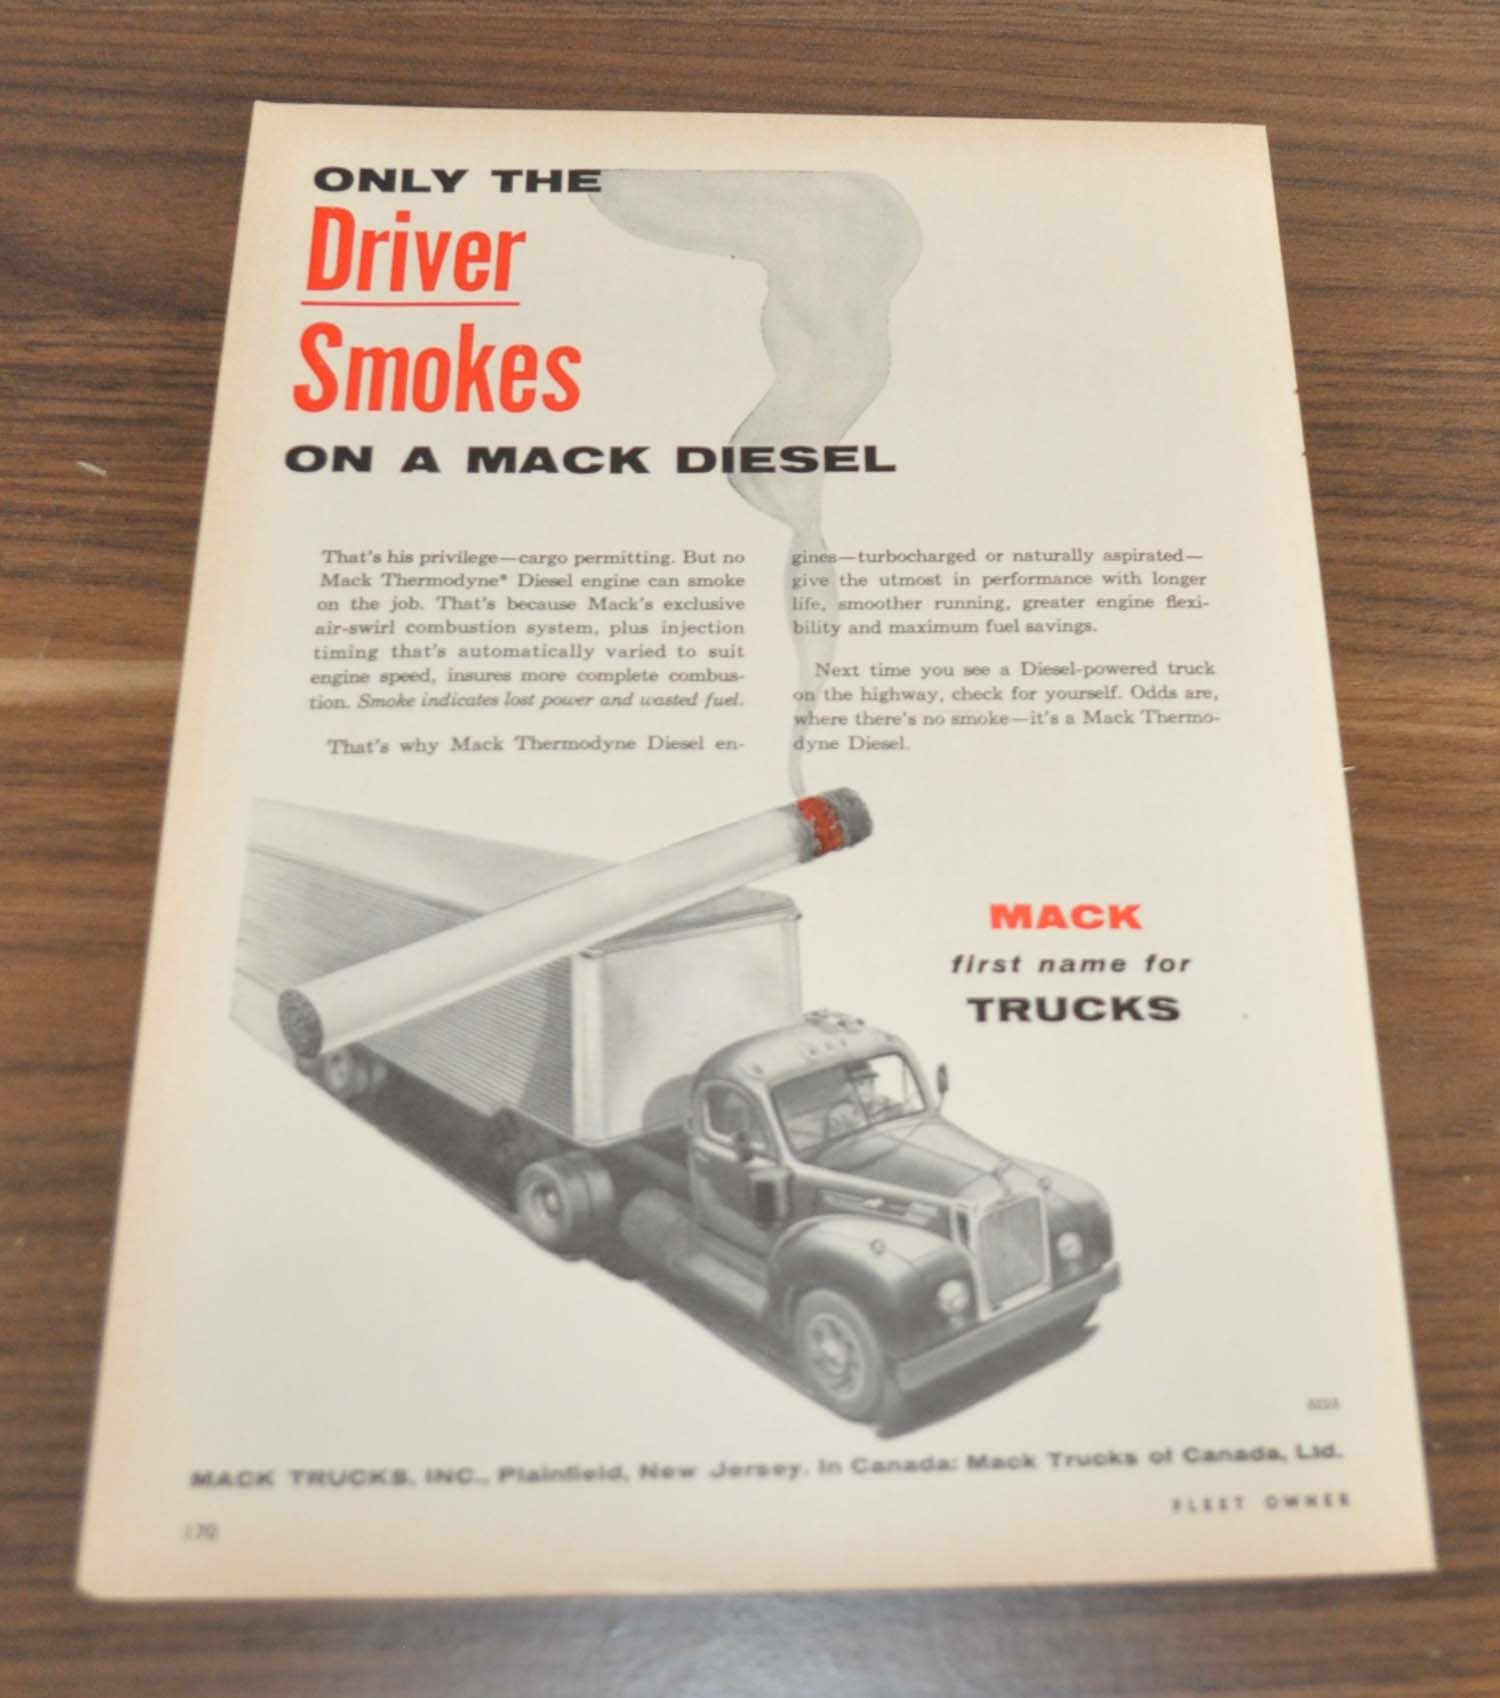 ONLY THE
Driver
Smokes
ON A MACK DIESEL
That's his privilege—cargo permitting. But no
Mack Thermodyne® Diesel engine can smoke
on the job. That's because Mack's exclusive
air-swirl combustion system, plus injection
timing that's automatically varied to suit
engine speed, insures more complete combus-
tion. Smoke indicates lost power and wasted fuel.
That's why Mack Thermodyne Diesel en-
gines—turbocharged or naturally aspirated—
give the utmost in performance with longer
life, smoother running, greater engine flexi-
bility and maximum fuel savings.
Next time you see a Diesel-powered truck
on the highway, check for yourself. Odds are,
where there's no smoke—it's a Mack Thermo-
dyne Diesel.
MACK
first name for
TRUCKS
MACK TRUCKS, INC., Plainfield, New Jersey. In Canada: Mack Trucks of Canada, Ltd.
170
FLEET OWNER